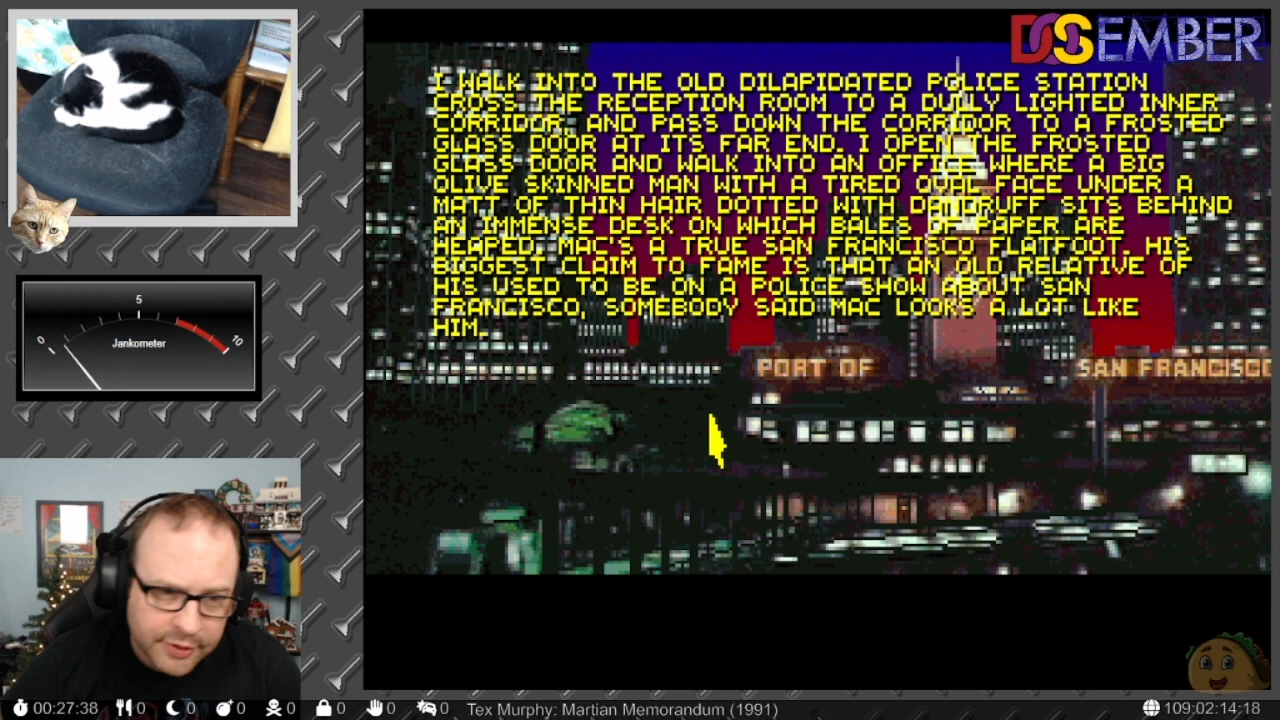 DOSEMBER
I WALK INTO THE OLD DILAPIDATED POLICE STATION
CROSS THE RECEPTION ROOM TO A DULLY LIGHTED INNER
CORRIDOR, AND PASS DOWN THE CORRIDOR TO A FROSTED
GLASS DOOR AT ITS FAR END. I OPEN THE FROSTED
GLASS DOOR AND WALK INTO AN OFFICE WHERE A BIG
OLIVE SKINNED MAN WITH A TIRED OVAL FACE UNDER A
MATT OF THIN HAIR DOTTED WITH DANDRUFF SITS BEHIND
AN IMMENSE DESK ON WHICH BALES OF PAPER ARE
HEAPED. MAC'S A TRUE SAN FRANCISCO FLATFOOT. HIS
BIGGEST CLAIM TO FAME IS THAT AN OLD RELATIVE OF
HIS USED TO BE ON A POLICE SHOW ABOUT SAN
FRANCISCO, SOMEBODY SAID MAC LOOKS A LOT LIKE
HIM.
PORT OF SAN FRANCISCO
0 5 10
Jankometer
00:27:38 0 0 0 0 0 0 0 Tex Murphy: Martian Memorandum (1991) 109:02:14:18